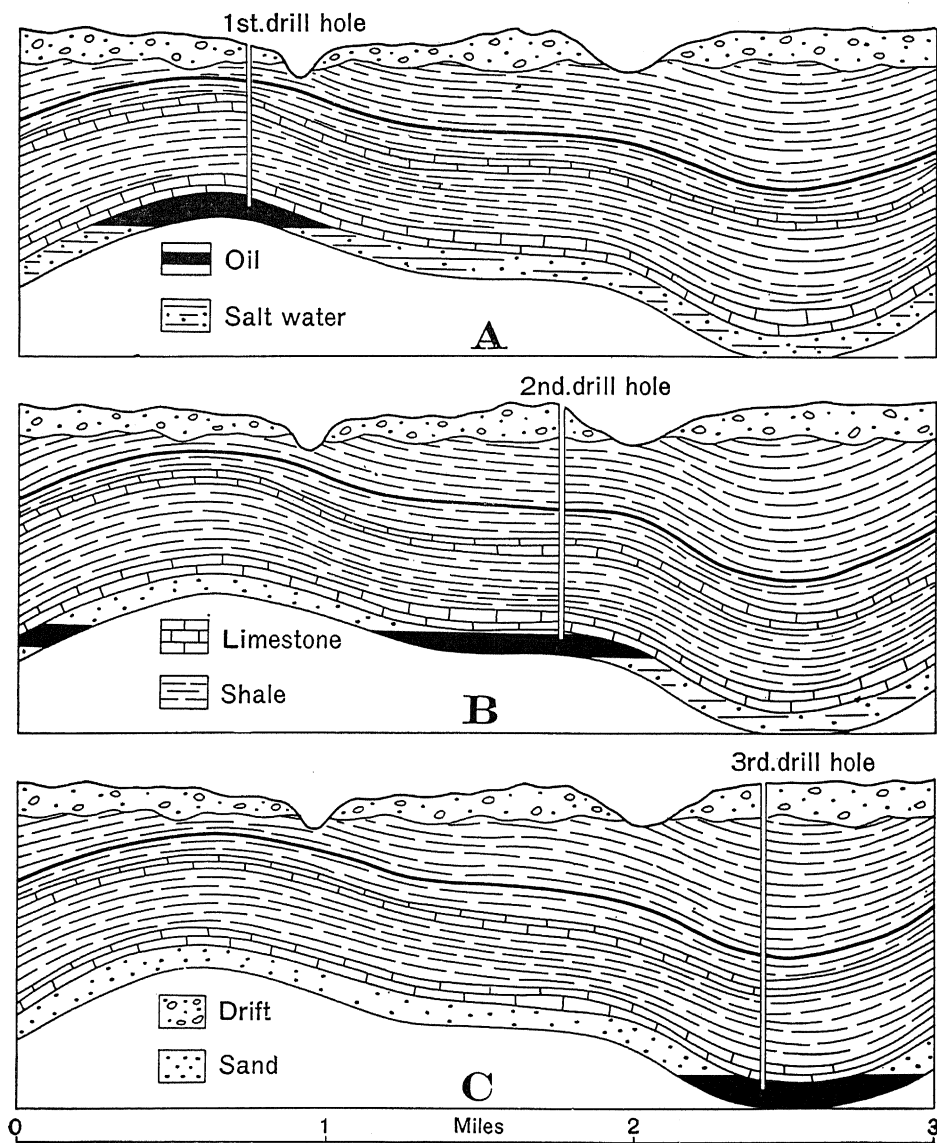 1st.drill hole
Oil
Salt water
A
2nd.drill hole
Limestone
Shale
B
3rd.drill hole
Drift
Sand
C
0 1 Miles 2 3